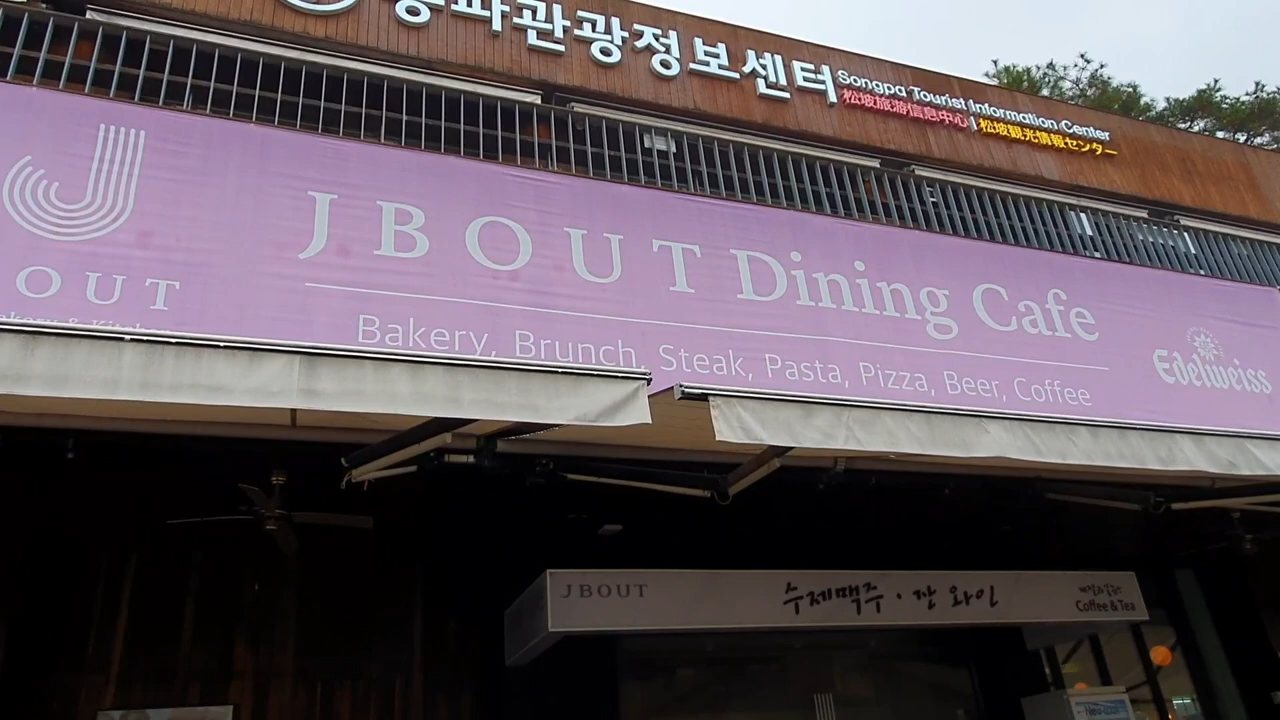 송파관광정보센터
Songpa Tourist Information Center
松坡旅游信息中心 | 松坡観光情報センター
J BOUT Dining Cafe
Bakery, Brunch, Steak, Pasta, Pizza, Beer, Coffee
OUT
Edelweiss
JBOUT
수제맥주 · 잔 와인
Coffee & Tea